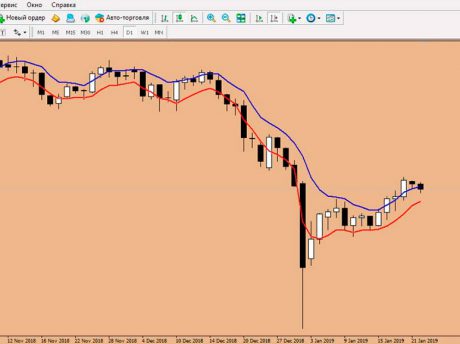 ервис Окно Справка
Новый ордер Авто-торговля
T M1 M5 M15 M30 H1 H4 D1 W1 MN
12 Nov 2018 16 Nov 2018 22 Nov 2018 28 Nov 2018 4 Dec 2018 10 Dec 2018 14 Dec 2018 20 Dec 2018 27 Dec 2018 3 Jan 2019 9 Jan 2019 15 Jan 2019 21 Jan 2019